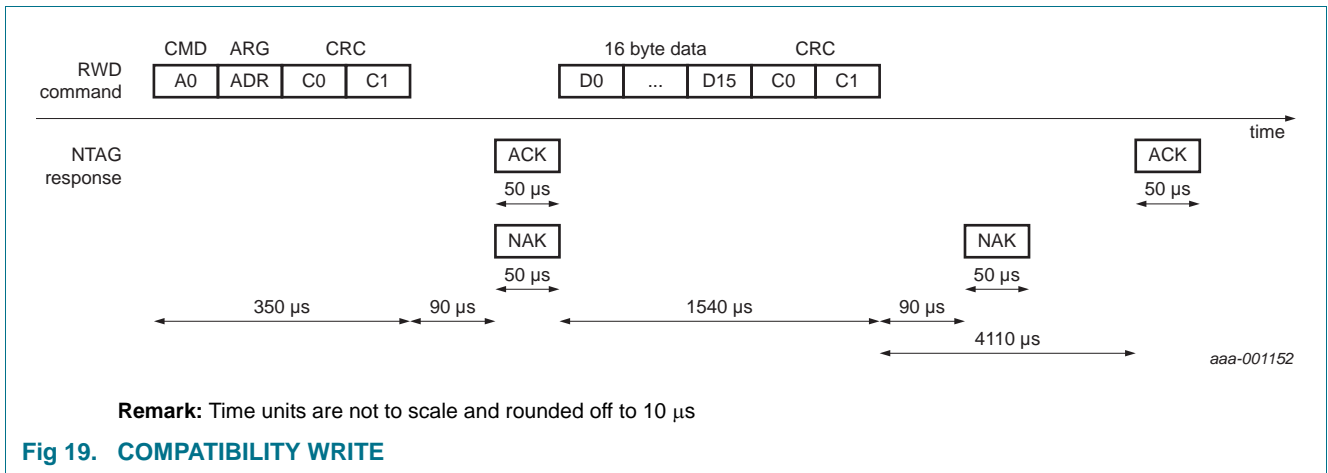 CMD ARG CRC 16 byte data CRC
RWD command A0 ADR C0 C1 D0 ... D15 C0 C1
time
NTAG response ACK ACK
50 µs 50 µs
NAK NAK
50 µs 50 µs
350 µs 90 µs 1540 µs 90 µs
4110 µs
aaa-001152
Remark: Time units are not to scale and rounded off to 10 µs
Fig 19. COMPATIBILITY WRITE